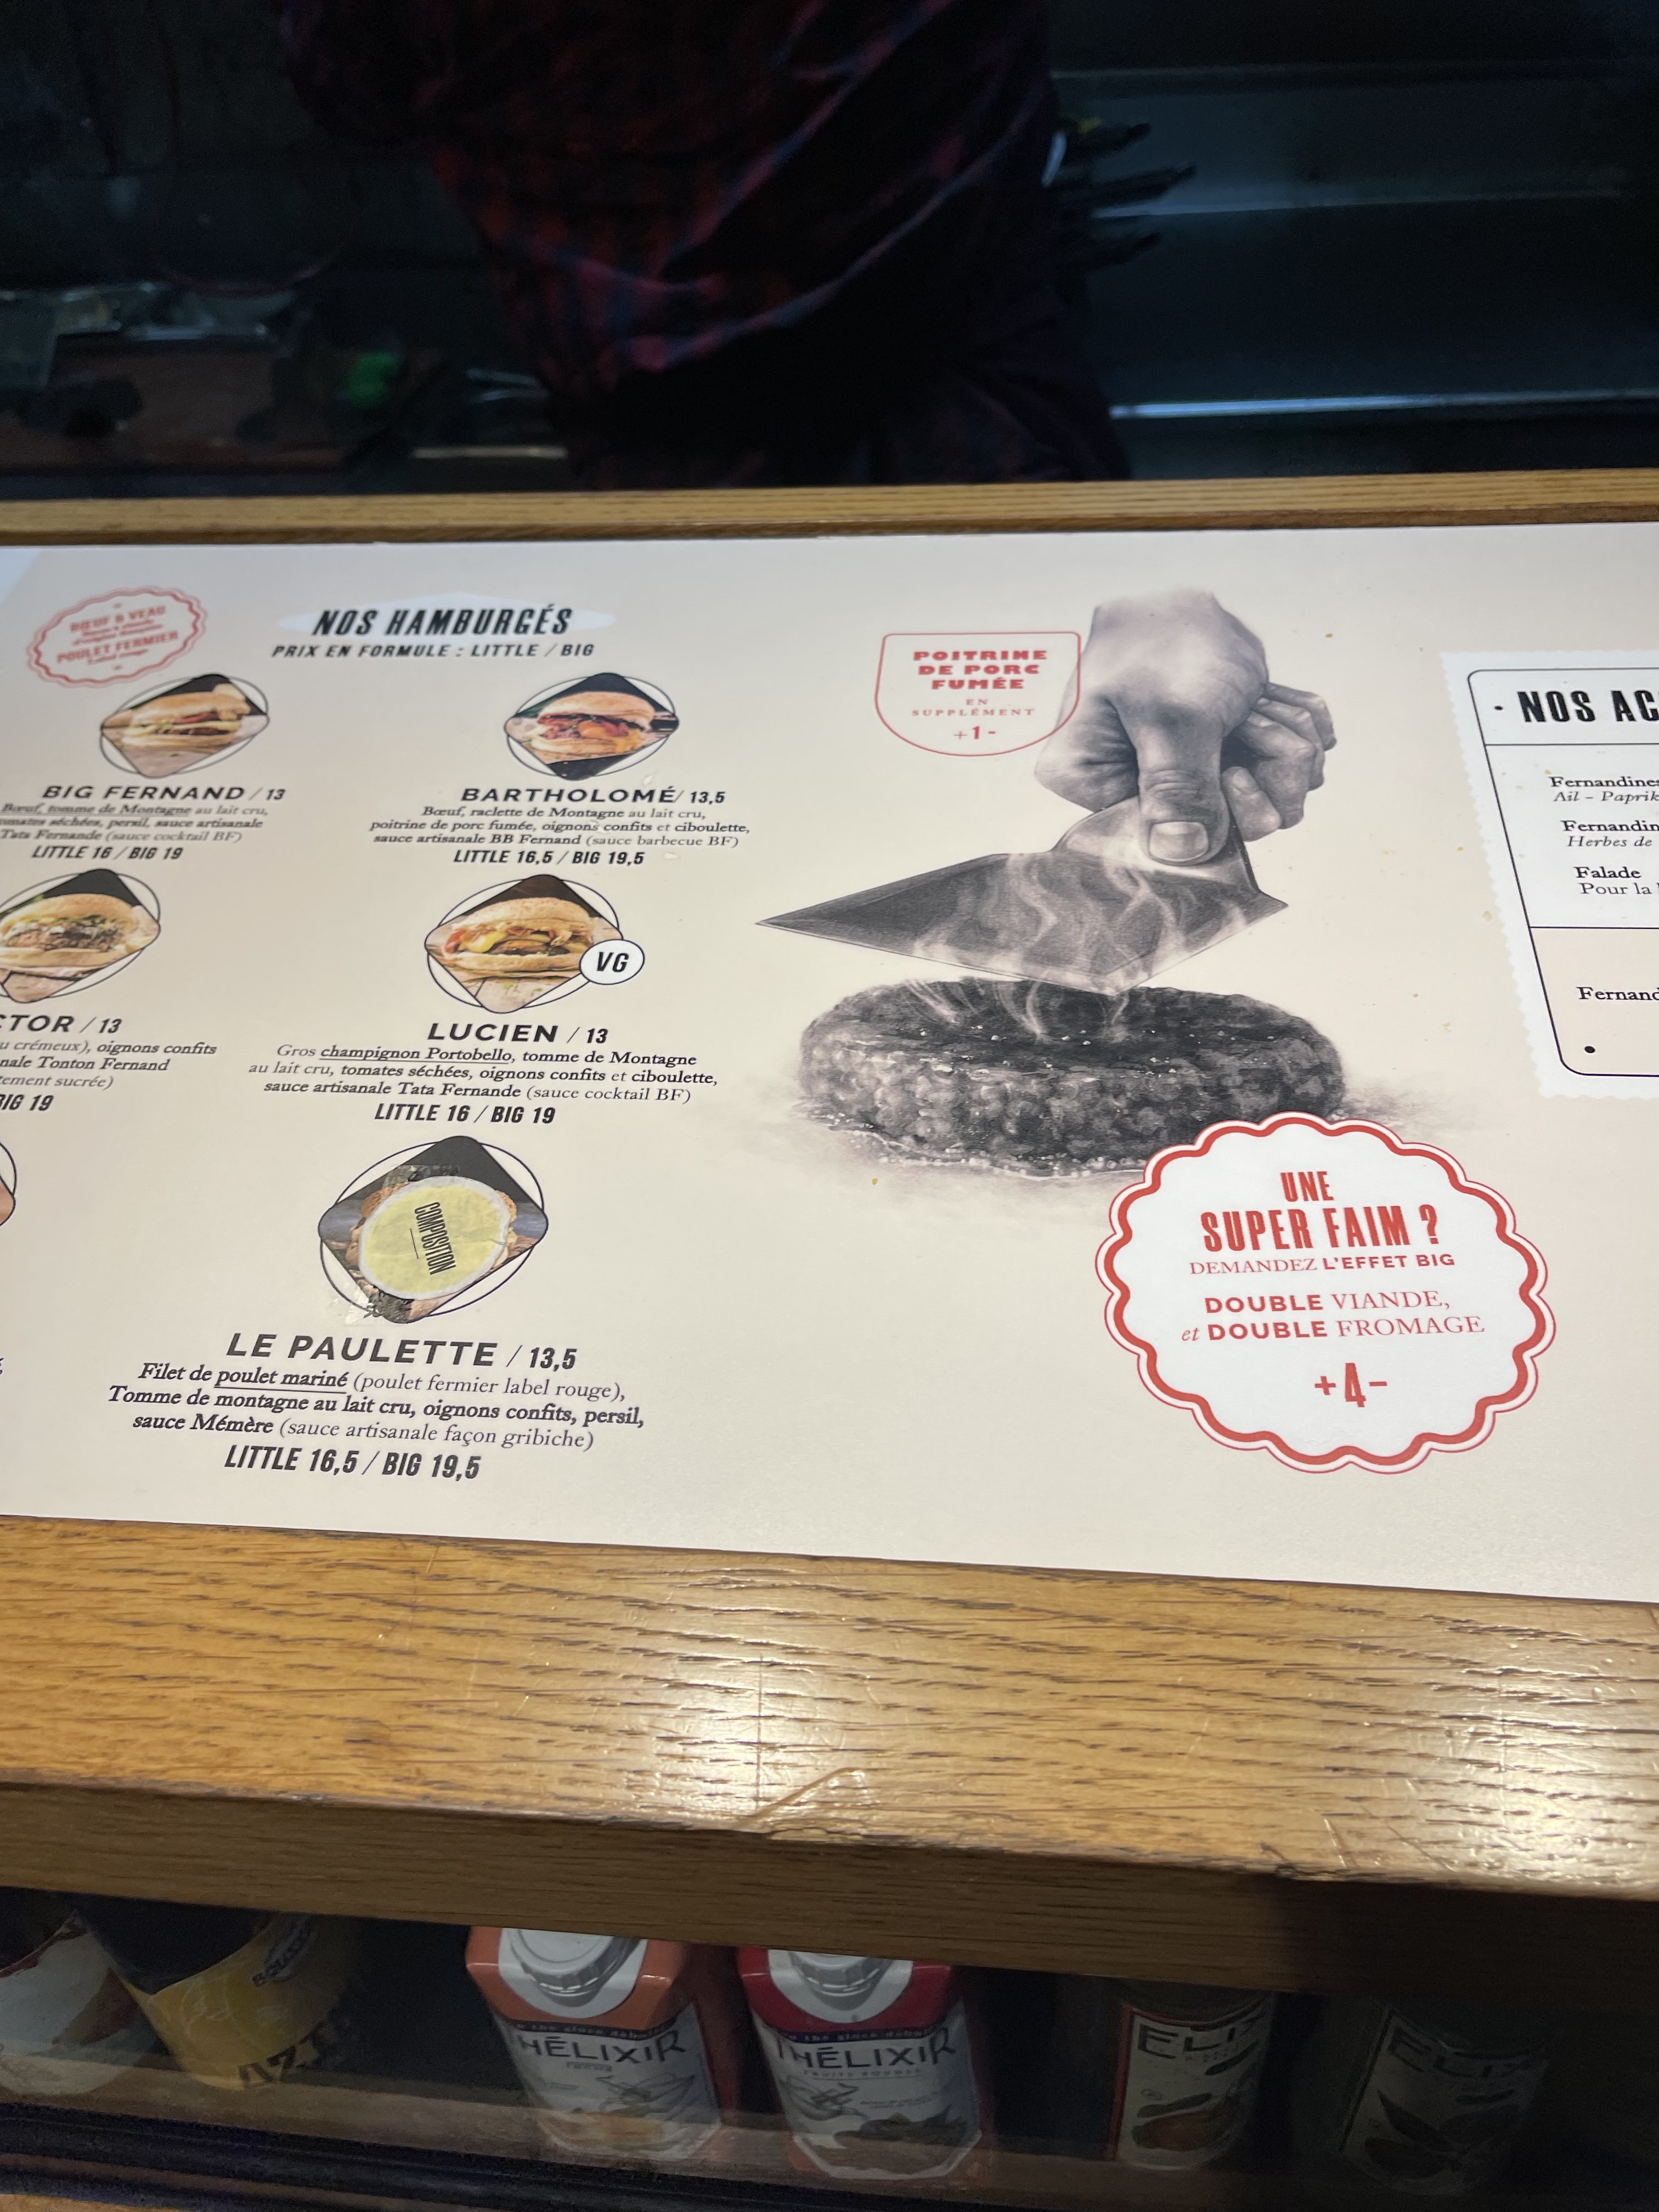 BŒUF & VEAU
POULET FERMIER
NOS HAMBURGÉS
PRIX EN FORMULE : LITTLE / BIG
BIG FERNAND / 13
Bœuf, tomme de Montagne au lait cru,
tomates séchées, persil, sauce artisanale
Tata Fernande (sauce cocktail BF)
LITTLE 16 / BIG 19
BARTHOLOMÉ / 13,5
Bœuf, raclette de Montagne au lait cru,
poitrine de porc fumée, oignons confits et ciboulette,
sauce artisanale BB Fernand (sauce barbecue BF)
LITTLE 16,5 / BIG 19,5
CTOR / 13
u crémeux), oignons confits
nale Tonton Fernand
tement sucrée)
BIG 19
VG
LUCIEN / 13
Gros champignon Portobello, tomme de Montagne
au lait cru, tomates séchées, oignons confits et ciboulette,
sauce artisanale Tata Fernande (sauce cocktail BF)
LITTLE 16 / BIG 19
COMPOSITION
LE PAULETTE / 13,5
Filet de poulet mariné (poulet fermier label rouge),
Tomme de montagne au lait cru, oignons confits, persil,
sauce Mémère (sauce artisanale façon gribiche)
LITTLE 16,5 / BIG 19,5
POITRINE
DE PORC
FUMÉE
EN
SUPPLÉMENT
+1-
UNE
SUPER FAIM ?
DEMANDEZ L'EFFET BIG
DOUBLE VIANDE,
et DOUBLE FROMAGE
+4-
· NOS AC
Fernandines
Ail - Paprik
Fernandin
Herbes de
Falade
Pour la
Fernand
THÉLIXIR
THÉLIXIR
ELIX
ELIX